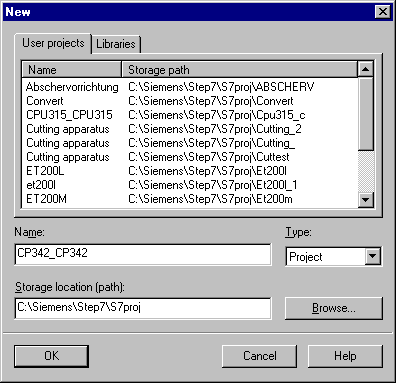 New
User projects Libraries
Name Storage path
Abschervorrichtung C:\Siemens\Step7\S7proj\ABSCHERV
Convert C:\Siemens\Step7\S7proj\Convert
CPU315_CPU315 C:\Siemens\Step7\S7proj\Cpu315_c
Cutting apparatus C:\Siemens\Step7\S7proj\Cutting_2
Cutting apparatus C:\Siemens\Step7\S7proj\Cutting_
Cutting apparatus C:\Siemens\Step7\S7proj\Cuttest
ET200L C:\Siemens\Step7\S7proj\Et200l
et200l C:\Siemens\Step7\S7proj\Et200l_1
ET200M C:\Siemens\Step7\S7proj\Et200m
Name: Type:
CP342_CP342 Project
Storage location (path):
C:\Siemens\Step7\S7proj Browse...
OK Cancel Help